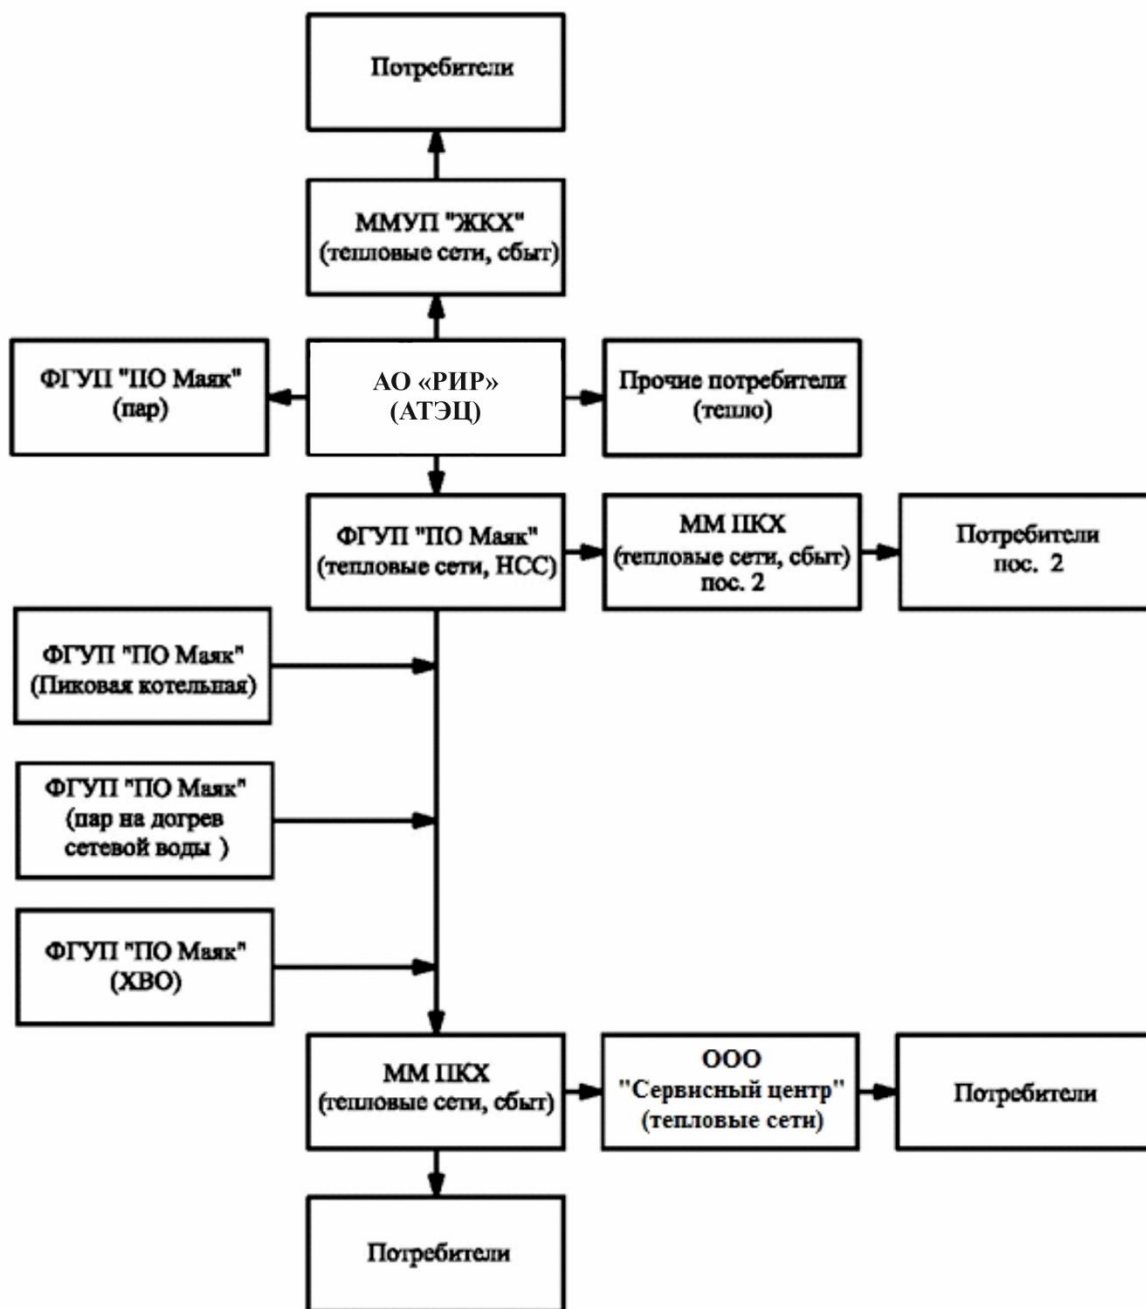 Потребители
ММУП "ЖКХ"
(тепловые сети, сбыт)
ФГУП "ПО Маяк"
(пар)
АО «РИР»
(АТЭЦ)
Прочие потребители
(тепло)
ФГУП "ПО Маяк"
(тепловые сети, НСС)
ММ ПКХ
(тепловые сети, сбыт)
пос. 2
Потребители
пос. 2
ФГУП "ПО Маяк"
(Пиковая котельная)
ФГУП "ПО Маяк"
(пар на догрев
сетевой воды )
ФГУП "ПО Маяк"
(ХВО)
ММ ПКХ
(тепловые сети, сбыт)
ООО
"Сервисный центр"
(тепловые сети)
Потребители
Потребители